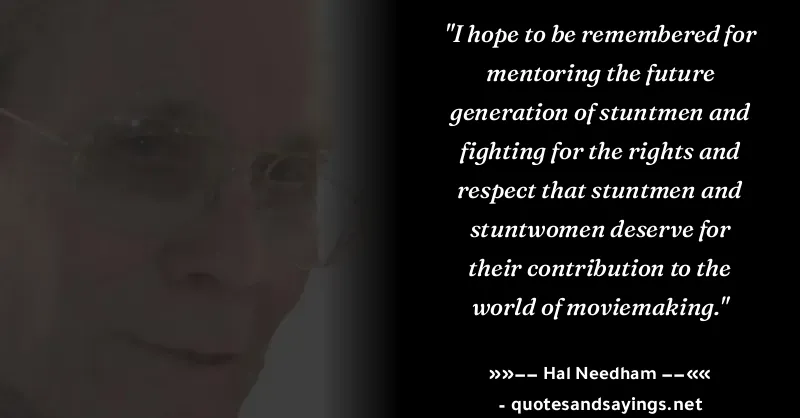 "I hope to be remembered for
mentoring the future
generation of stuntmen and
fighting for the rights and
respect that stuntmen and
stuntwomen deserve for
their contribution to the
world of moviemaking."
»»−− Hal Needham −−««
- quotesandsayings.net